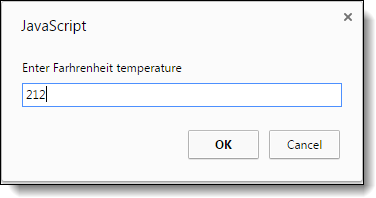 JavaScript
Enter Farhrenheit temperature
212
OK
Cancel